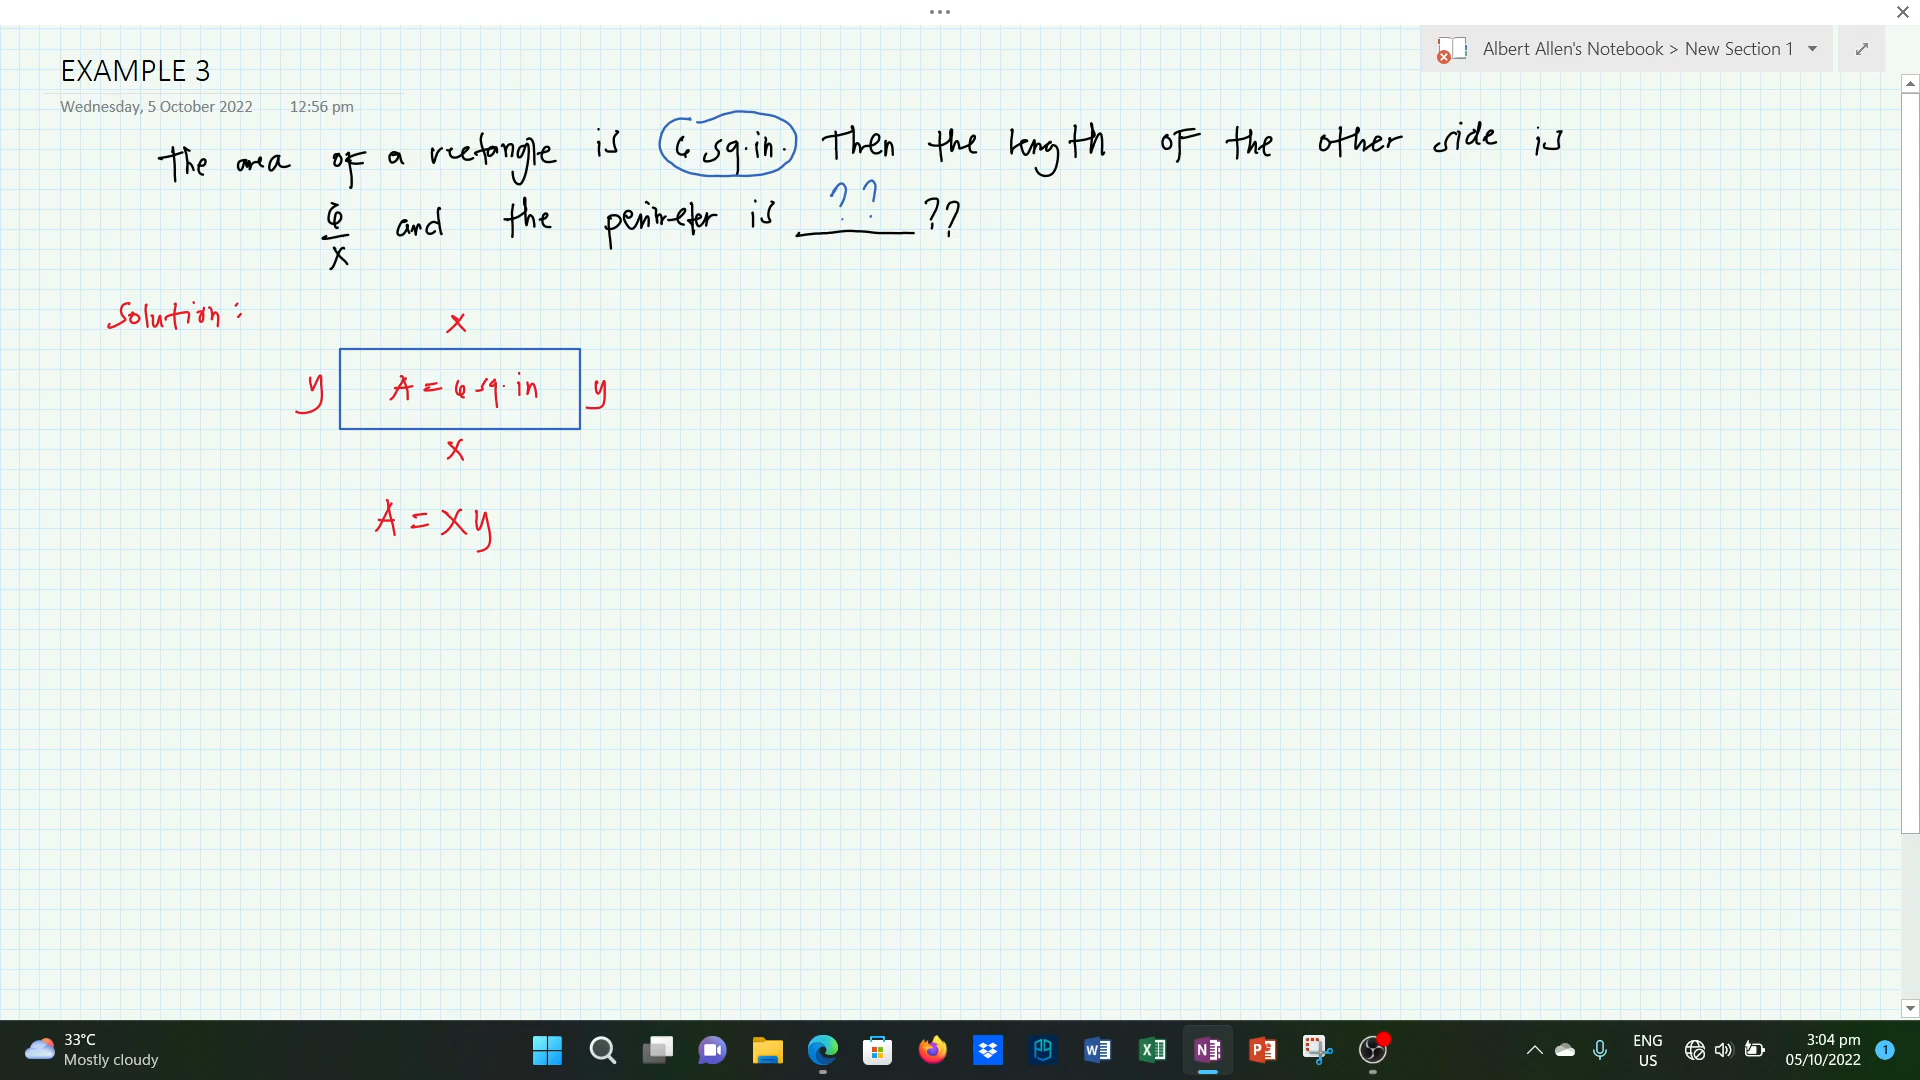 Albert Allen's Notebook > New Section 1
EXAMPLE 3
Wednesday, 5 October 2022 12:56 pm
The area of a rectangle is 6 sq.in. Then the length of the other side is
6/x and the perimeter is ______ ??
??
Solution:
x
y A = 6 sq. in y
x
A = xy
33°C
Mostly cloudy
ENG
US
3:04 pm
05/10/2022
1